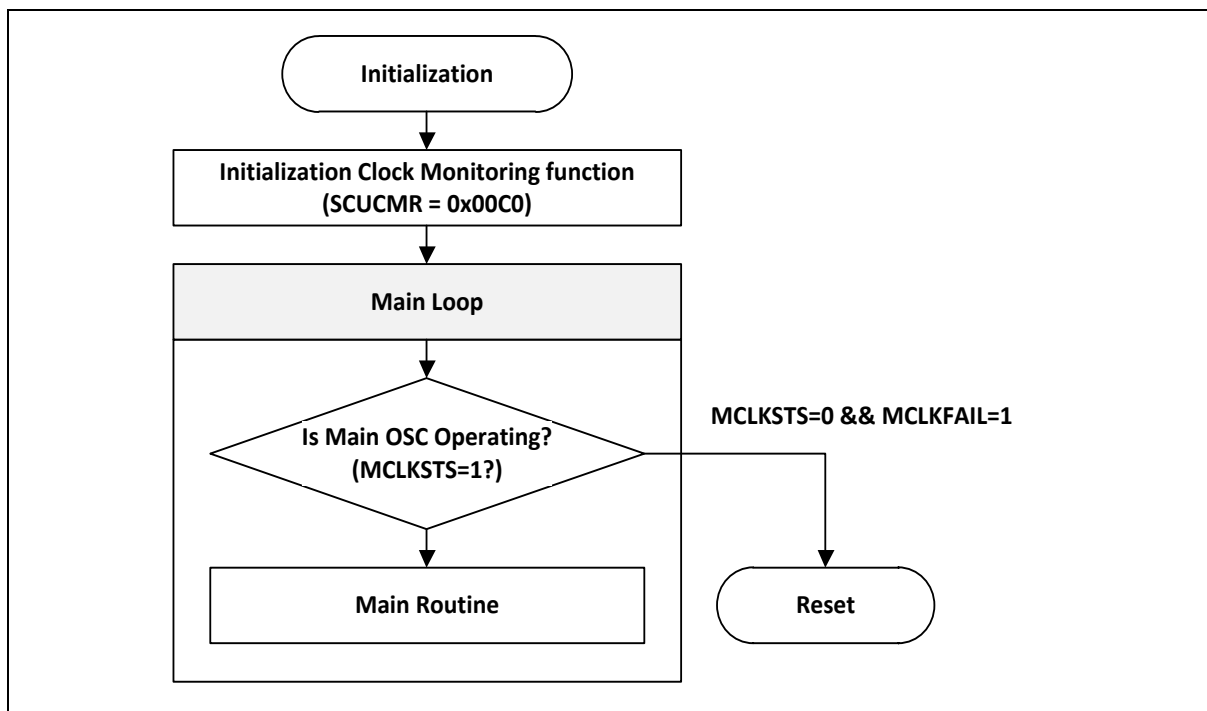 Initialization
Initialization Clock Monitoring function
(SCUCMR = 0x00C0)
Main Loop
MCLKSTS=0 && MCLKFAIL=1
Is Main OSC Operating?
(MCLKSTS=1?)
Main Routine
Reset